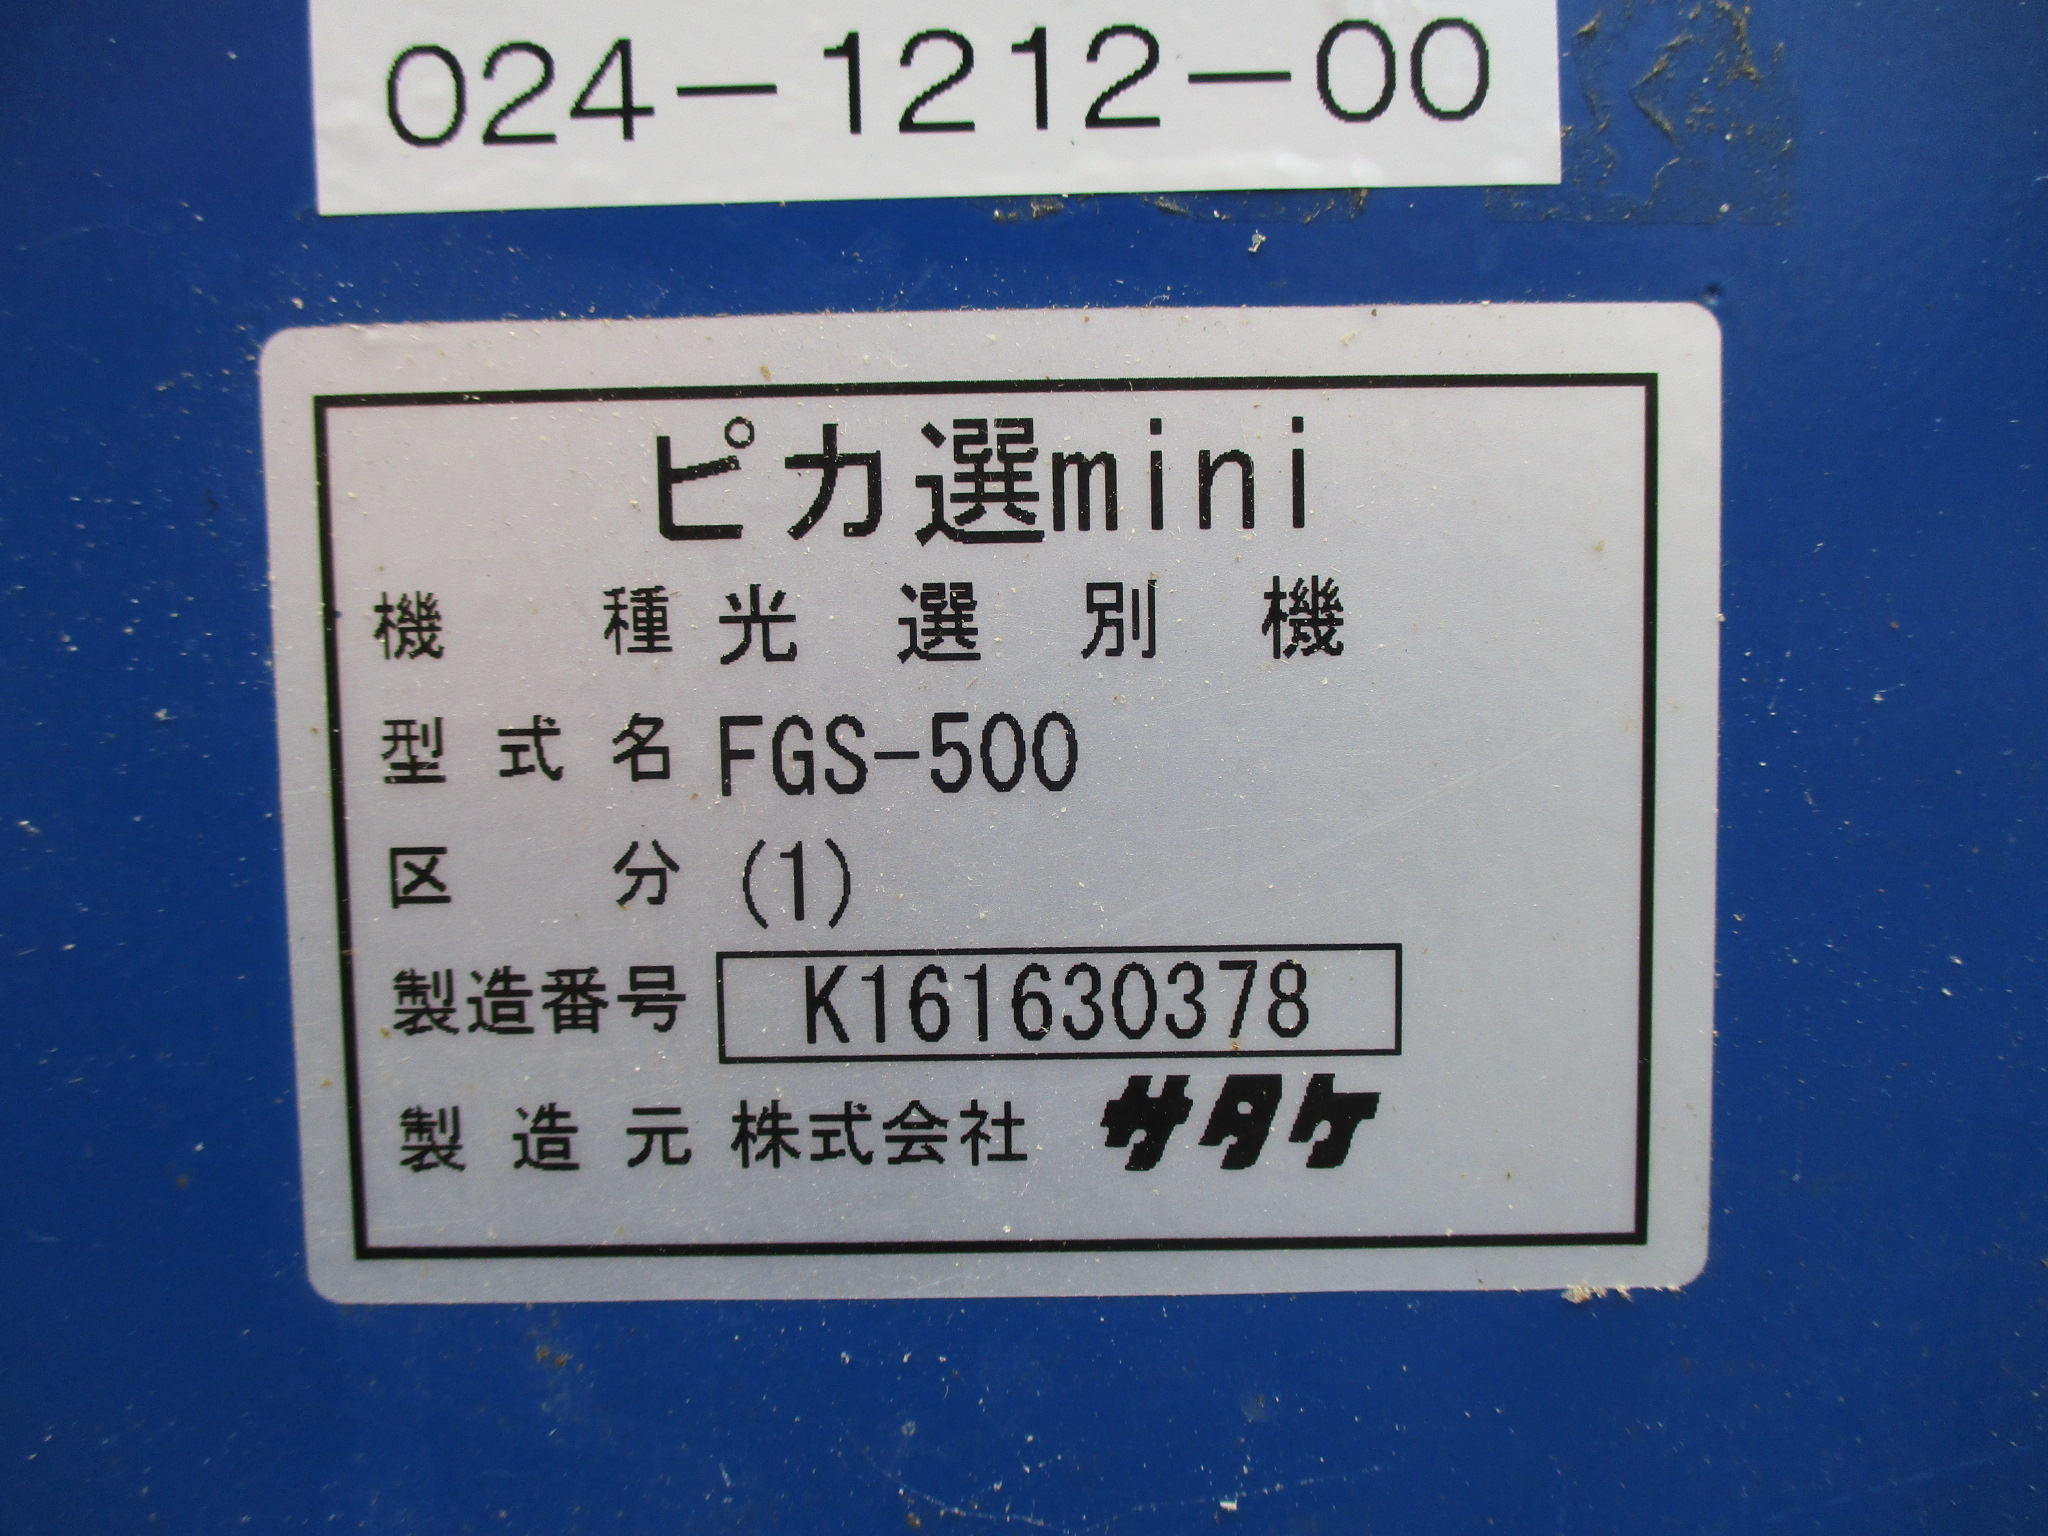 024-1212-00
ピカ選mini
機種 光選別機
型式名 FGS-500
区分 (1)
製造番号 K161630378
製造元 株式会社 サタケ